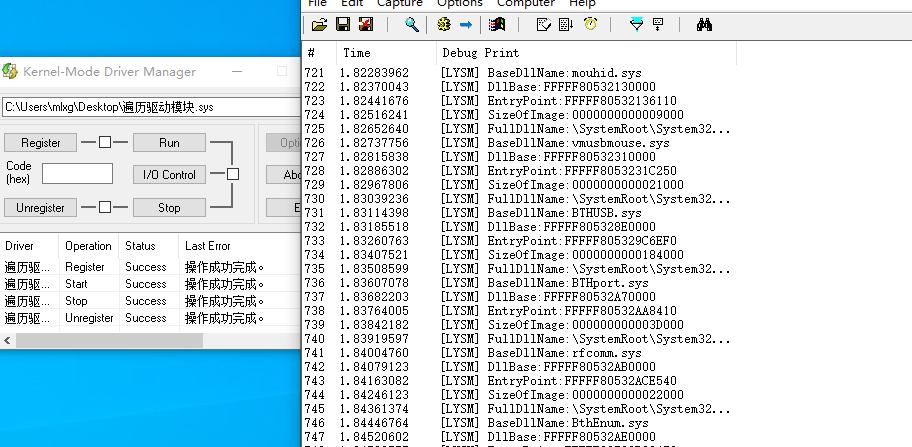 Kernel-Mode Driver Manager
C:\Users\mlxg\Desktop\遍历驱动模块.sys
Register Run
Code (hex) I/O Control
Unregister Stop
Driver Operation Status Last Error
遍历驱... Register Success 操作成功完成。
遍历驱... Start Success 操作成功完成。
遍历驱... Stop Success 操作成功完成。
遍历驱... Unregister Success 操作成功完成。
File Edit Capture Options Computer Help
# Time Debug Print
721 1.82283962 [LYSM] BaseDllName:mouhid.sys
722 1.82370043 [LYSM] DllBase:FFFFF80532130000
723 1.82441676 [LYSM] EntryPoint:FFFFF80532136110
724 1.82516241 [LYSM] SizeOfImage:0000000000009000
725 1.82652640 [LYSM] FullDllName:\SystemRoot\System32...
726 1.82737756 [LYSM] BaseDllName:vmusbmouse.sys
727 1.82815838 [LYSM] DllBase:FFFFF80532310000
728 1.82886302 [LYSM] EntryPoint:FFFFF8053231C250
729 1.82967806 [LYSM] SizeOfImage:0000000000021000
730 1.83039236 [LYSM] FullDllName:\SystemRoot\System32...
731 1.83114398 [LYSM] BaseDllName:BTHUSB.sys
732 1.83185518 [LYSM] DllBase:FFFFF805328E0000
733 1.83260763 [LYSM] EntryPoint:FFFFF805329C6EF0
734 1.83407521 [LYSM] SizeOfImage:0000000000184000
735 1.83508599 [LYSM] FullDllName:\SystemRoot\System32...
736 1.83607078 [LYSM] BaseDllName:BTHport.sys
737 1.83682203 [LYSM] DllBase:FFFFF80532A70000
738 1.83764005 [LYSM] EntryPoint:FFFFF80532AA8410
739 1.83842182 [LYSM] SizeOfImage:000000000003D000
740 1.83919597 [LYSM] FullDllName:\SystemRoot\System32...
741 1.84004760 [LYSM] BaseDllName:rfcomm.sys
742 1.84079123 [LYSM] DllBase:FFFFF80532AB0000
743 1.84163082 [LYSM] EntryPoint:FFFFF80532ACE540
744 1.84246123 [LYSM] SizeOfImage:0000000000022000
745 1.84361374 [LYSM] FullDllName:\SystemRoot\System32...
746 1.84446764 [LYSM] BaseDllName:BthEnum.sys
747 1.84520602 [LYSM] DllBase:FFFFF80532AE0000